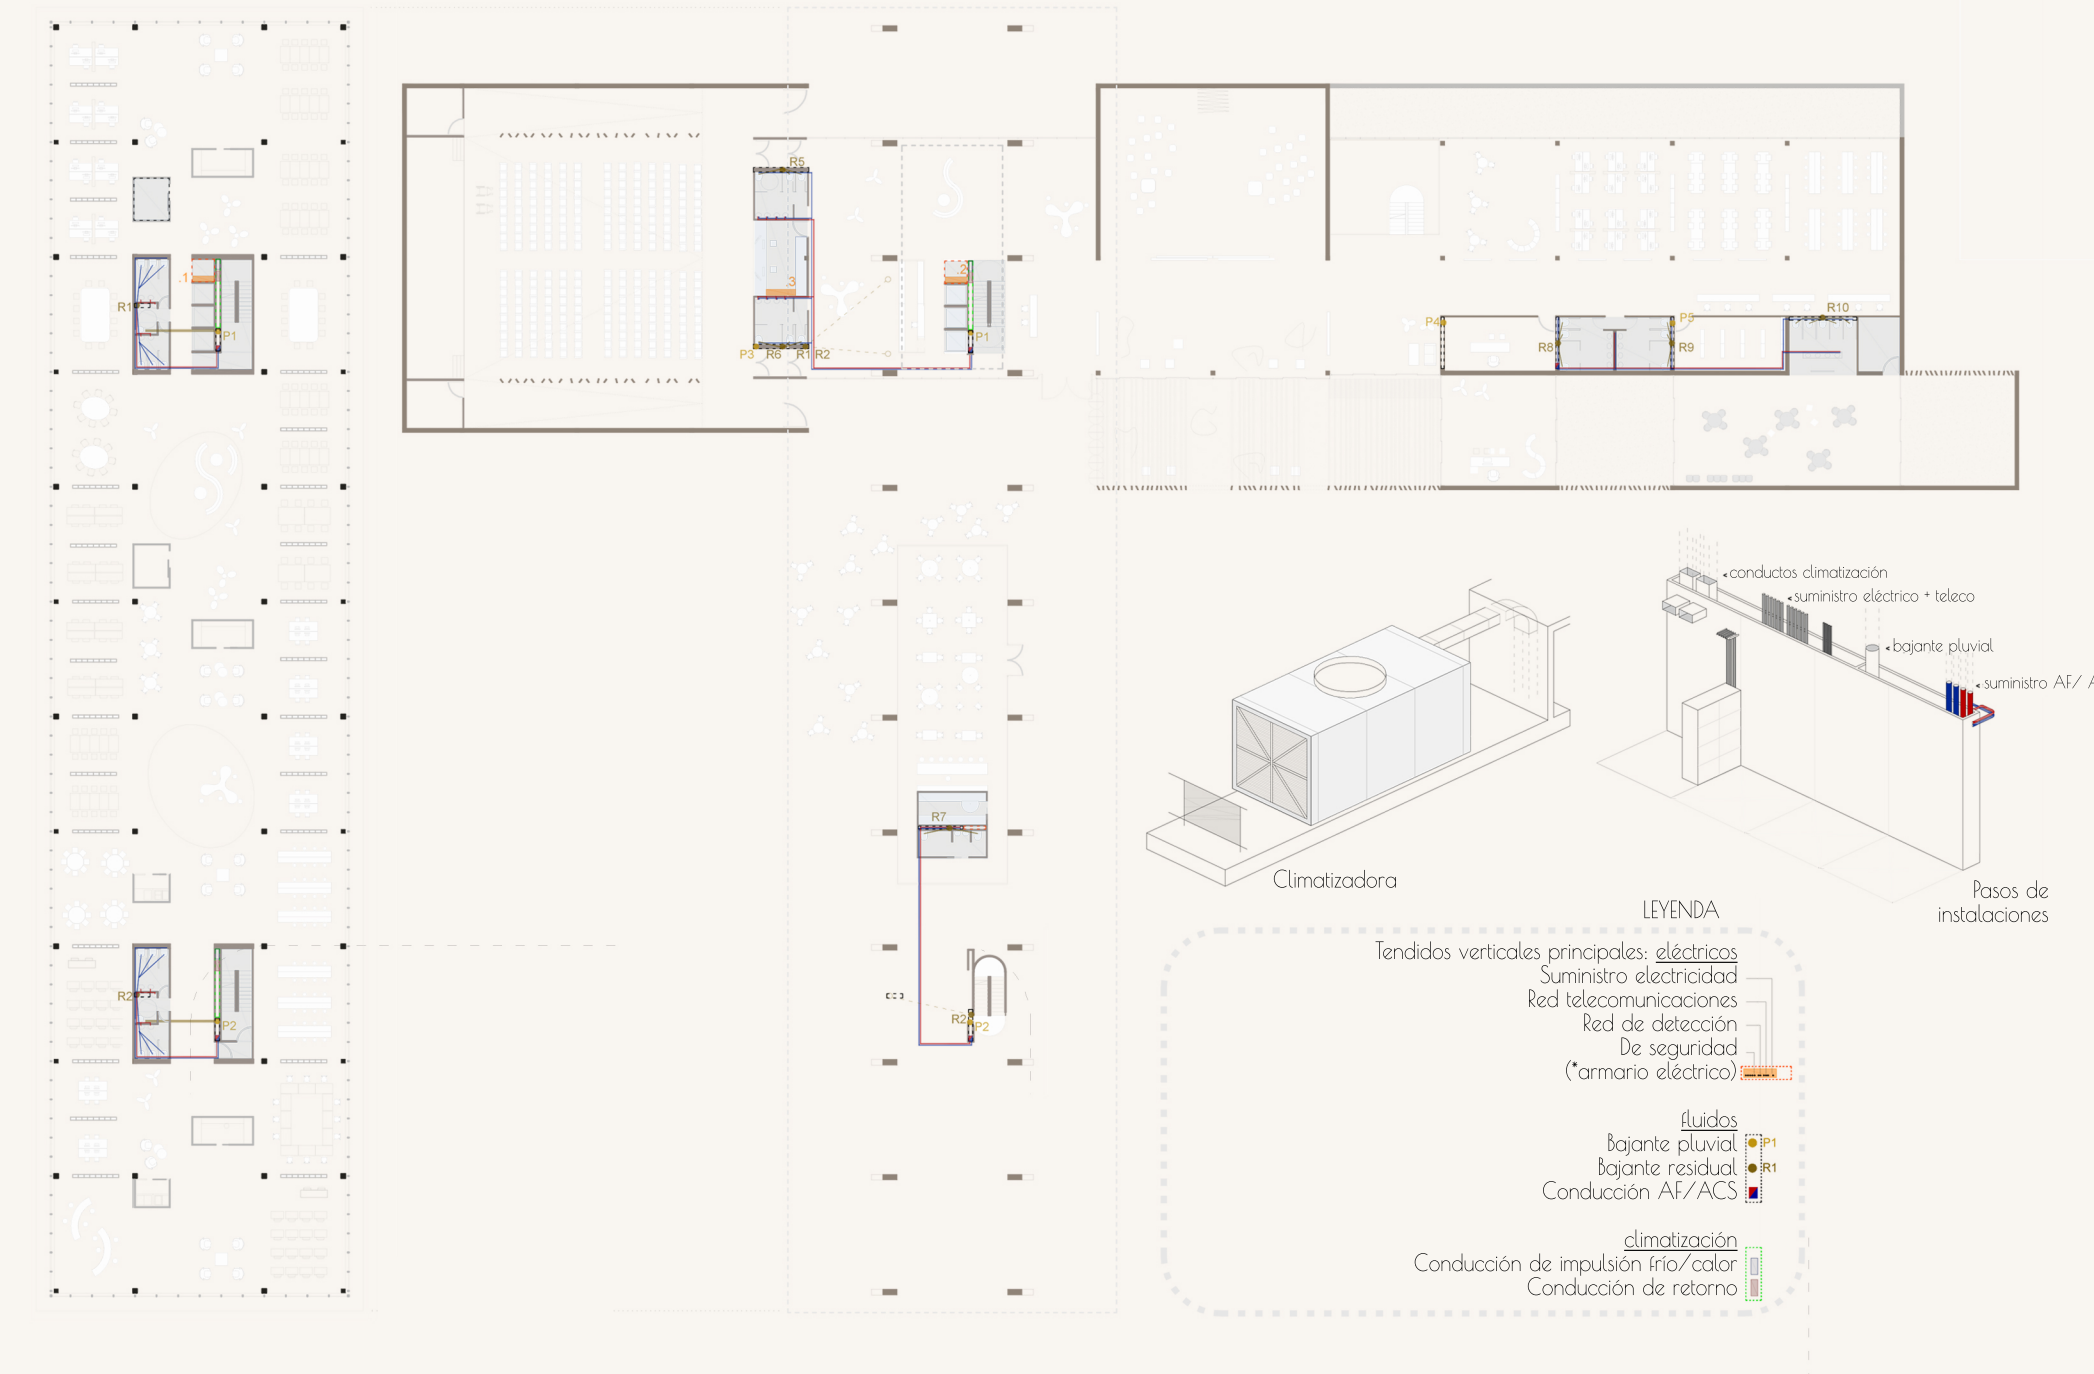 R5
.1
R1
P1
3
.2
P1
P3
R6
R1
R2
P4
R8
P5
R9
R10
R7
R2
P2
R2
P2
conductos climatización
suministro eléctrico + teleco
bajante pluvial
suministro AF/ A
Climatizadora
Pasos de
instalaciones
LEYENDA
Tendidos verticales principales: eléctricos
Suministro electricidad
Red telecomunicaciones
Red de detección
De seguridad
(*armario eléctrico)
fluidos
Bajante pluvial P1
Bajante residual R1
Conducción AF/ACS
climatización
Conducción de impulsión frío/calor
Conducción de retorno